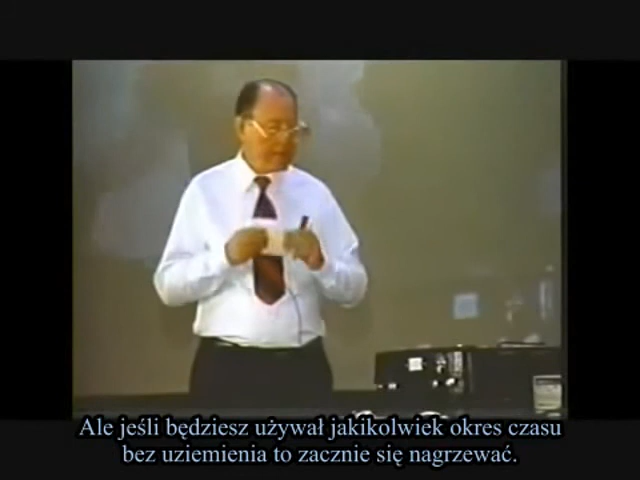 Ale jeśli będziesz używał jakikolwiek okres czasu
bez uziemienia to zacznie się nagrzewać.